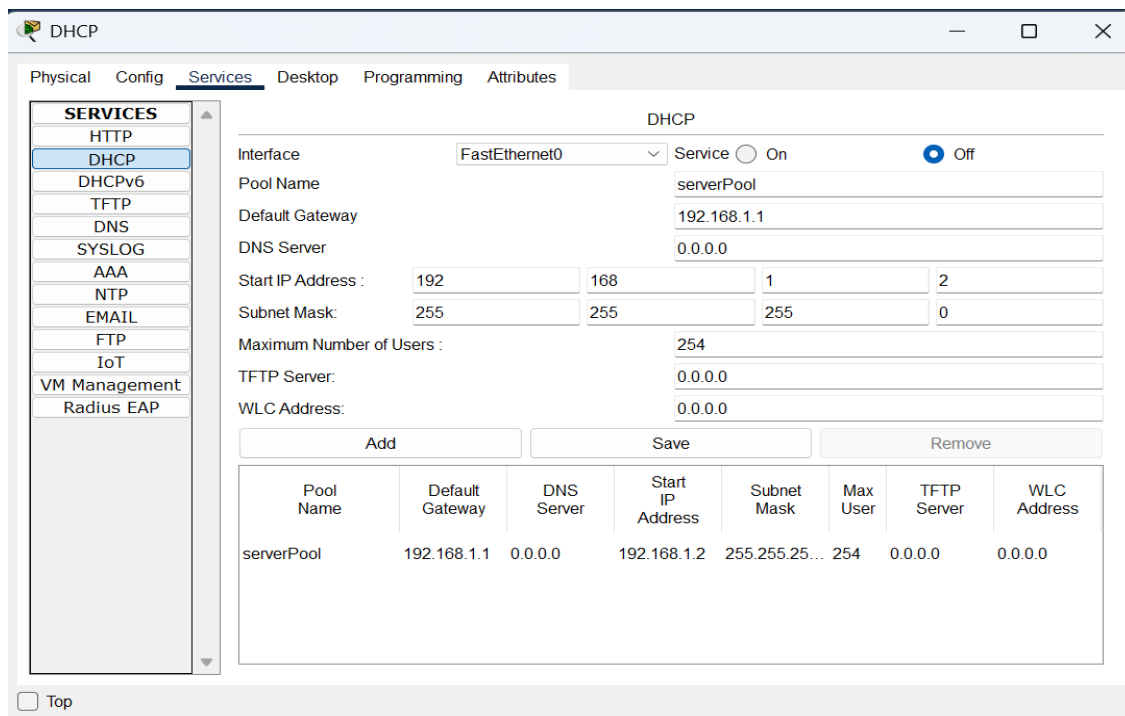 DHCP
Physical Config Services Desktop Programming Attributes
SERVICES
HTTP
DHCP
DHCPv6
TFTP
DNS
SYSLOG
AAA
NTP
EMAIL
FTP
IoT
VM Management
Radius EAP
DHCP
Interface FastEthernet0 Service On Off
Pool Name serverPool
Default Gateway 192.168.1.1
DNS Server 0.0.0.0
Start IP Address : 192 168 1 2
Subnet Mask: 255 255 255 0
Maximum Number of Users : 254
TFTP Server: 0.0.0.0
WLC Address: 0.0.0.0
Add Save Remove
Pool Name Default Gateway DNS Server Start IP Address Subnet Mask Max User TFTP Server WLC Address
serverPool 192.168.1.1 0.0.0.0 192.168.1.2 255.255.25... 254 0.0.0.0 0.0.0.0
Top